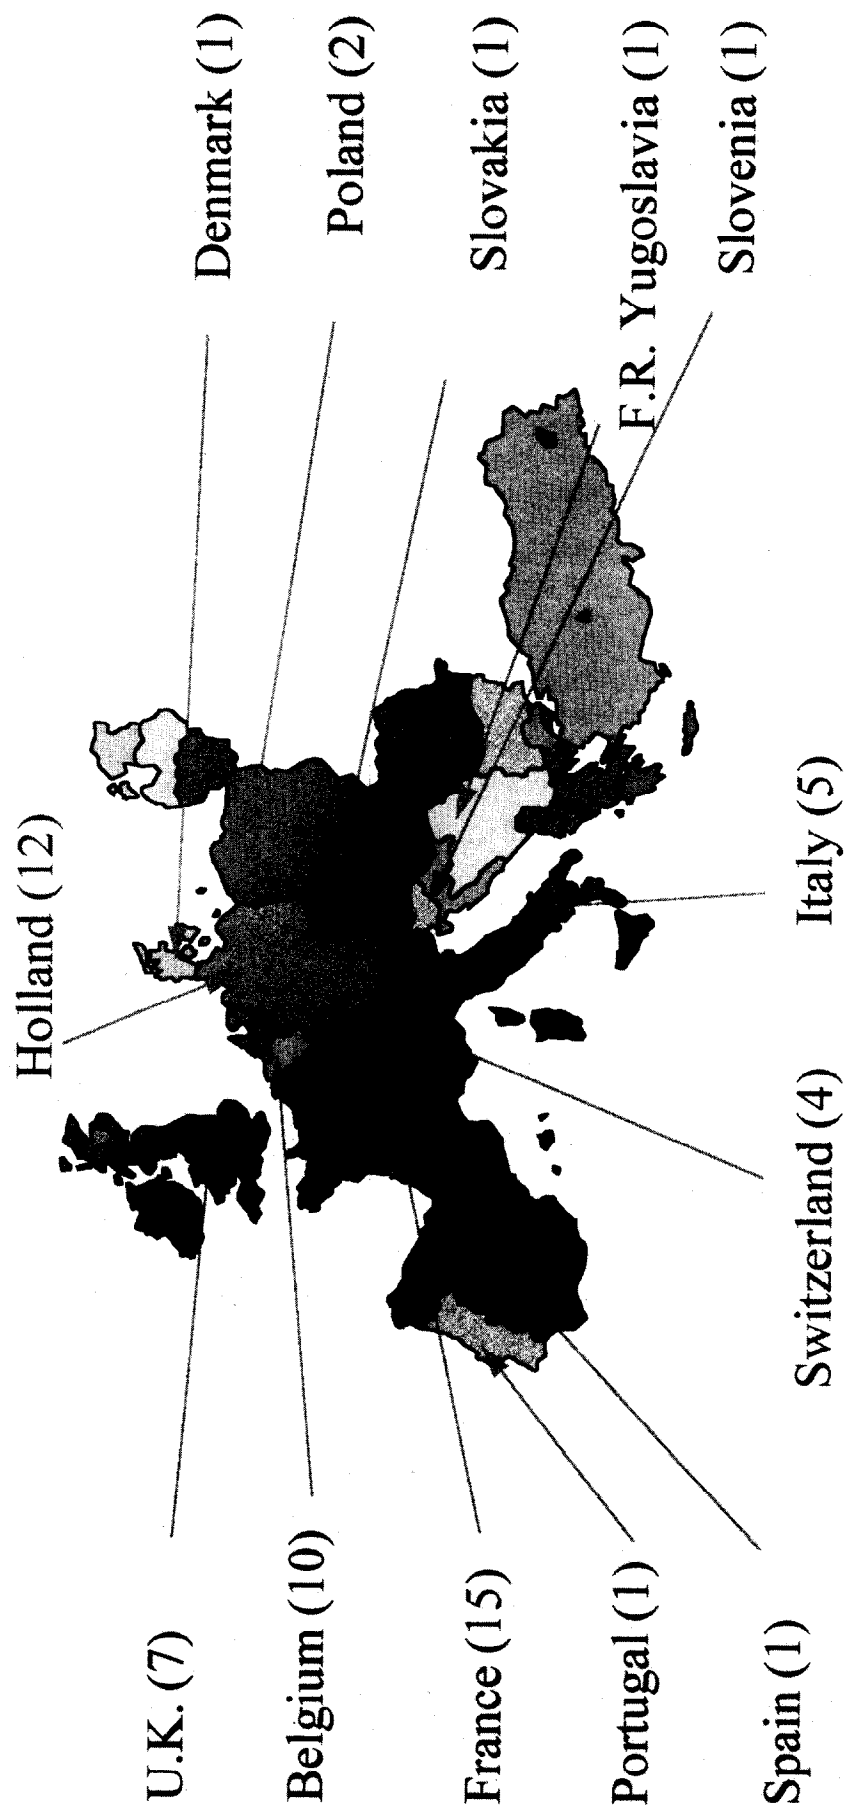 Holland (12)
U.K. (7)
Denmark (1)
Belgium (10)
Poland (2)
France (15)
Slovakia (1)
Portugal (1)
F.R. Yugoslavia (1)
Spain (1)
Slovenia (1)
Switzerland (4)
Italy (5)